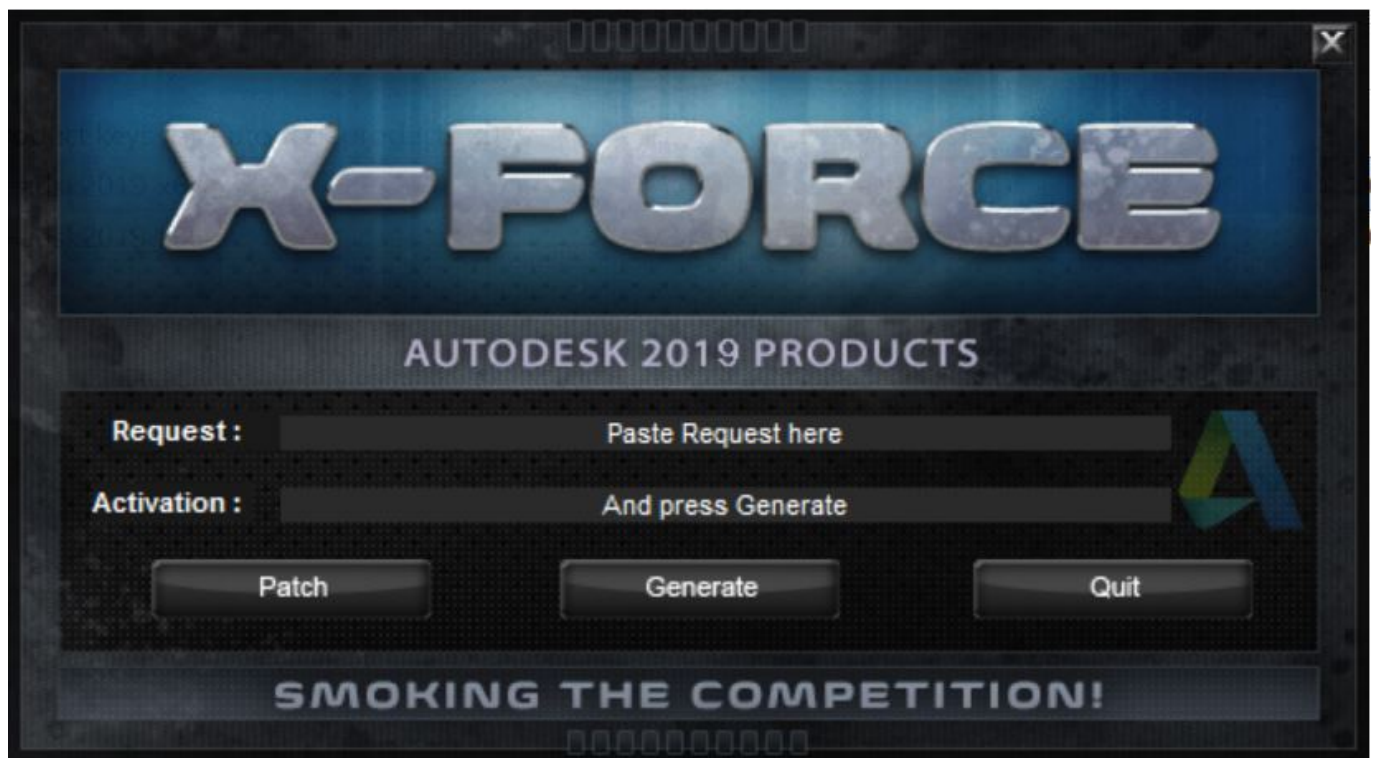 X
X-FORCE
AUTODESK 2019 PRODUCTS
Request :
Paste Request here
Activation :
And press Generate
Patch
Generate
Quit
SMOKING THE COMPETITION!